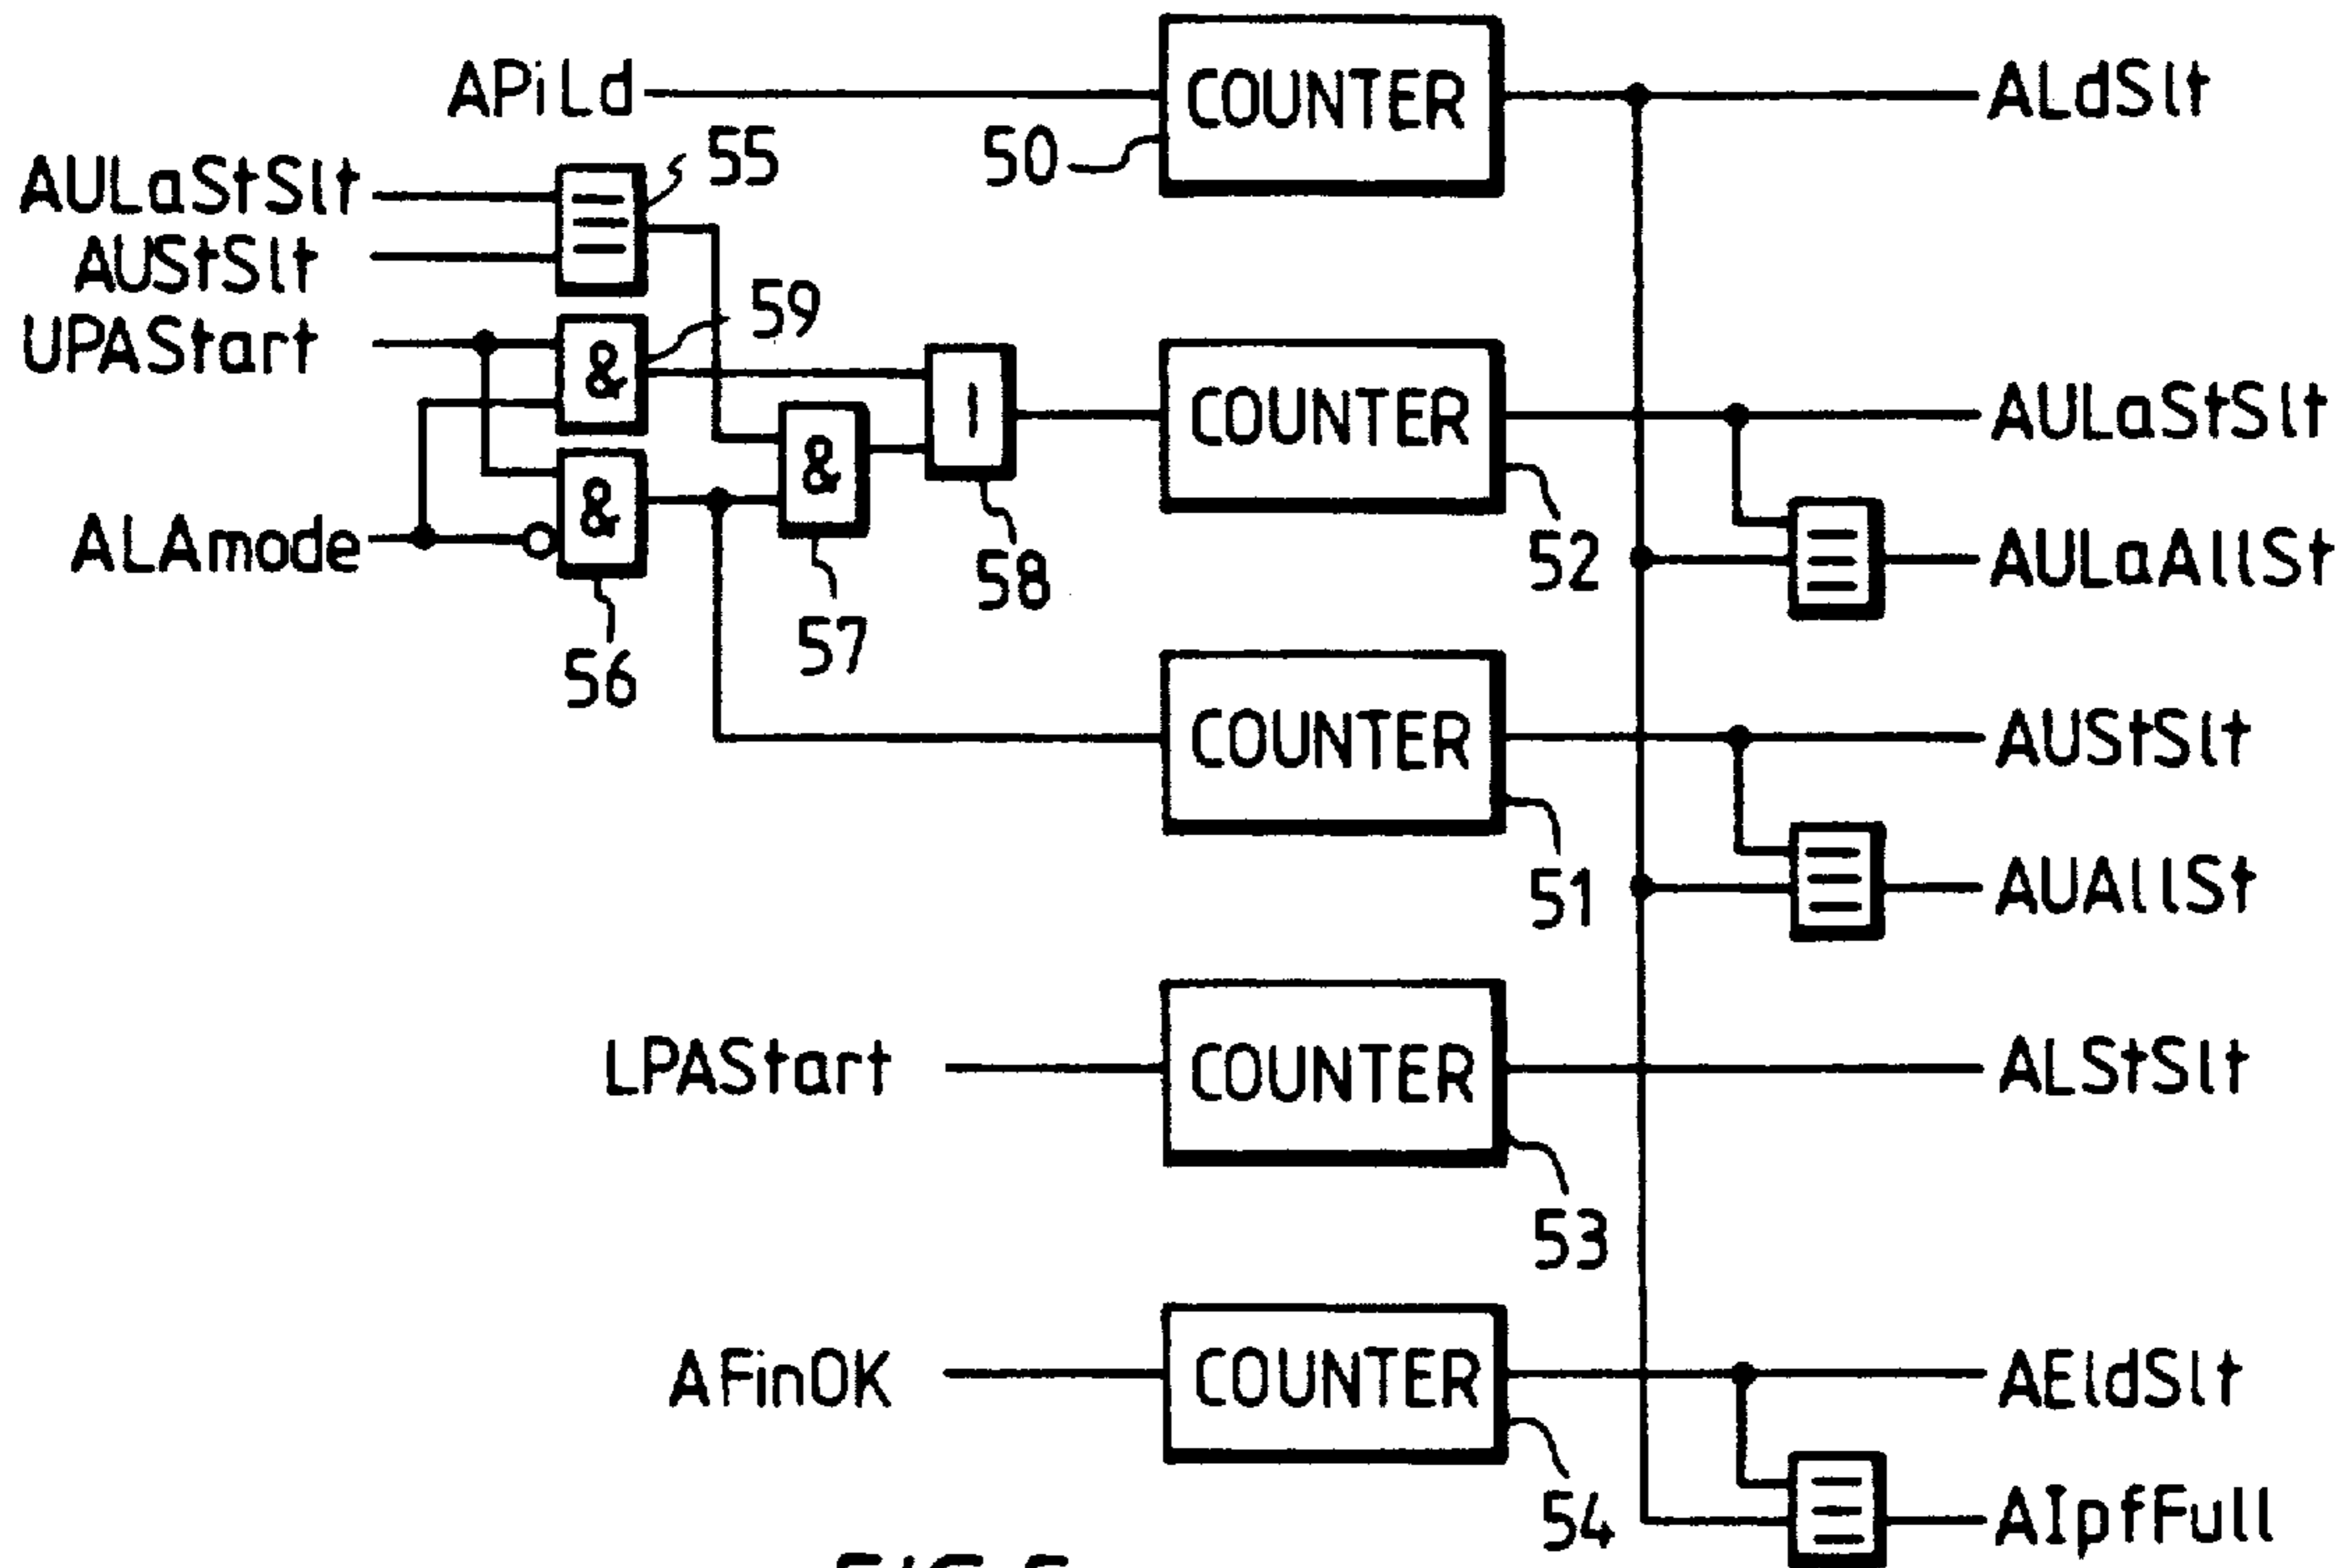 APiLd
COUNTER
50
ALdSlt
AULaStSlt
55
AUStSlt
UPAStart
59
&
&
&
ALAmode
56
57
1
58
COUNTER
52
AULaStSlt
AULaAllSt
COUNTER
51
AUStSlt
AUAllSt
LPAStart
COUNTER
53
ALStSlt
AFinOK
COUNTER
54
AEldSlt
AIpfFull